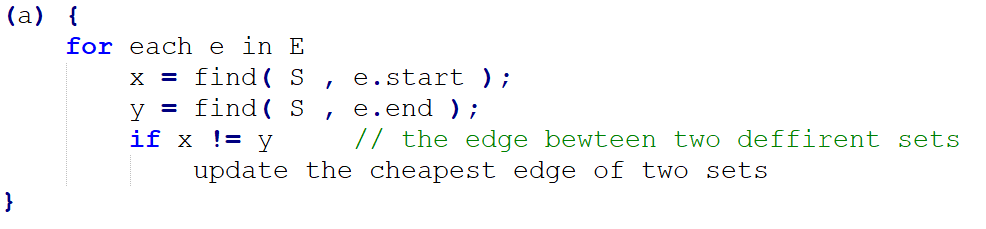 (a) {
for each e in E
x = find( S , e.start );
y = find( S , e.end );
if x != y // the edge bewteen two deffirent sets
update the cheapest edge of two sets
}